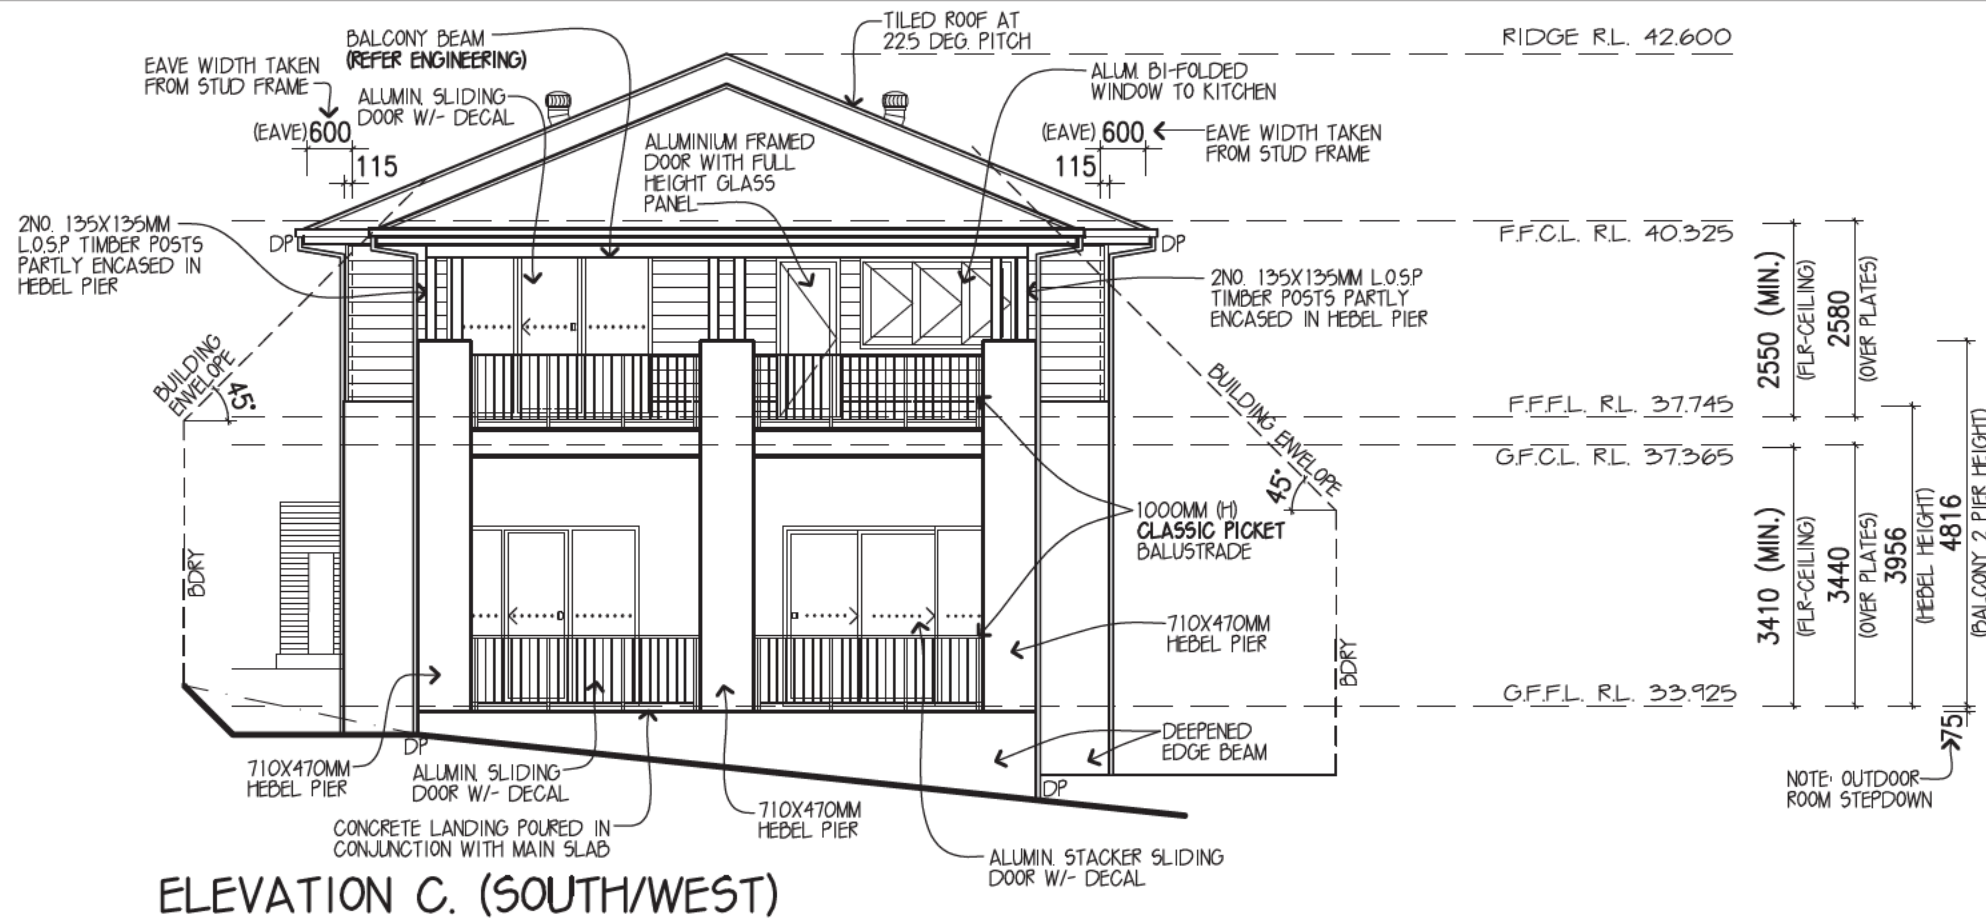 TILED ROOF AT
22.5 DEG. PITCH
RIDGE R.L. 42.600
BALCONY BEAM
(REFER ENGINEERING)
EAVE WIDTH TAKEN
FROM STUD FRAME
ALUMIN. SLIDING
DOOR W/- DECAL
ALUM. BI-FOLDED
WINDOW TO KITCHEN
(EAVE) 600
115
ALUMINIUM FRAMED
DOOR WITH FULL
HEIGHT GLASS
PANEL
(EAVE) 600
115
EAVE WIDTH TAKEN
FROM STUD FRAME
2NO. 135X135MM
L.O.S.P TIMBER POSTS
PARTLY ENCASED IN
HEBEL PIER
DP
DP
F.F.C.L. R.L. 40.325
2NO. 135X135MM L.O.S.P
TIMBER POSTS PARTLY
ENCASED IN HEBEL PIER
2550 (MIN.)
(FLR-CEILING)
2580
(OVER PLATES)
BUILDING
ENVELOPE
45°
BUILDING ENVELOPE
45°
F.F.F.L. R.L. 37.745
G.F.C.L. R.L. 37.365
1000MM (H)
CLASSIC PICKET
BALUSTRADE
3410 (MIN.)
(FLR-CEILING)
3440
(OVER PLATES)
3956
(HEBEL HEIGHT)
4816
(BALCONY 2 PIER HEIGHT)
BDRY
BDRY
710X470MM
HEBEL PIER
G.F.F.L. R.L. 33.925
75
DP
DEEPENED
EDGE BEAM
710X470MM
HEBEL PIER
ALUMIN. SLIDING
DOOR W/- DECAL
DP
NOTE: OUTDOOR
ROOM STEPDOWN
710X470MM
HEBEL PIER
CONCRETE LANDING POURED IN
CONJUNCTION WITH MAIN SLAB
ALUMIN. STACKER SLIDING
DOOR W/- DECAL
ELEVATION C. (SOUTH/WEST)